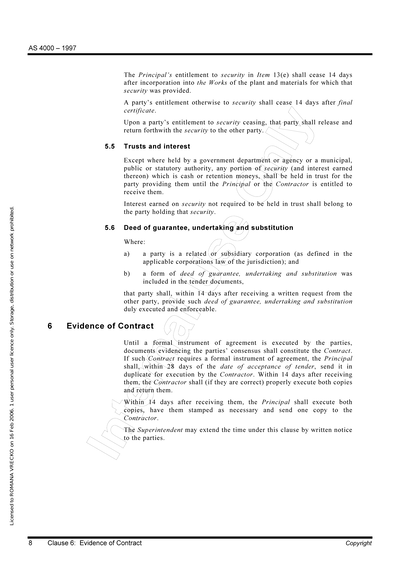 AS 4000 – 1997
The Principal's entitlement to security in Item 13(e) shall cease 14 days
after incorporation into the Works of the plant and materials for which that
security was provided.
A party's entitlement otherwise to security shall cease 14 days after final
certificate.
Upon a party's entitlement to security ceasing, that party shall release and
return forthwith the security to the other party.
5.5 Trusts and interest
Except where held by a government department or agency or a municipal,
public or statutory authority, any portion of security (and interest earned
thereon) which is cash or retention moneys, shall be held in trust for the
party providing them until the Principal or the Contractor is entitled to
receive them.
Interest earned on security not required to be held in trust shall belong to
the party holding that security.
5.6 Deed of guarantee, undertaking and substitution
Where:
a) a party is a related or subsidiary corporation (as defined in the
applicable corporations law of the jurisdiction); and
b) a form of deed of guarantee, undertaking and substitution was
included in the tender documents,
that party shall, within 14 days after receiving a written request from the
other party, provide such deed of guarantee, undertaking and substitution
duly executed and enforceable.
6 Evidence of Contract
Until a formal instrument of agreement is executed by the parties,
documents evidencing the parties' consensus shall constitute the Contract.
If such Contract requires a formal instrument of agreement, the Principal
shall, within 28 days of the date of acceptance of tender, send it in
duplicate for execution by the Contractor. Within 14 days after receiving
them, the Contractor shall (if they are correct) properly execute both copies
and return them.
Within 14 days after receiving them, the Principal shall execute both
copies, have them stamped as necessary and send one copy to the
Contractor.
The Superintendent may extend the time under this clause by written notice
to the parties.
Licensed to ROMANA VRECKO on 16 Feb 2006. 1 user personal user licence only. Storage, distribution or use on network prohibited.
8 Clause 6: Evidence of Contract Copyright